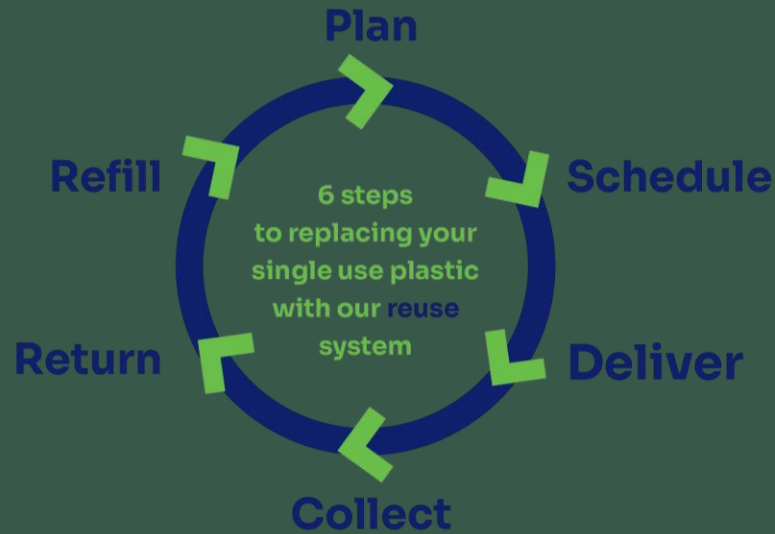 Plan
Schedule
Deliver
Collect
Return
Refill
6 steps
to replacing your
single use plastic
with our reuse
system